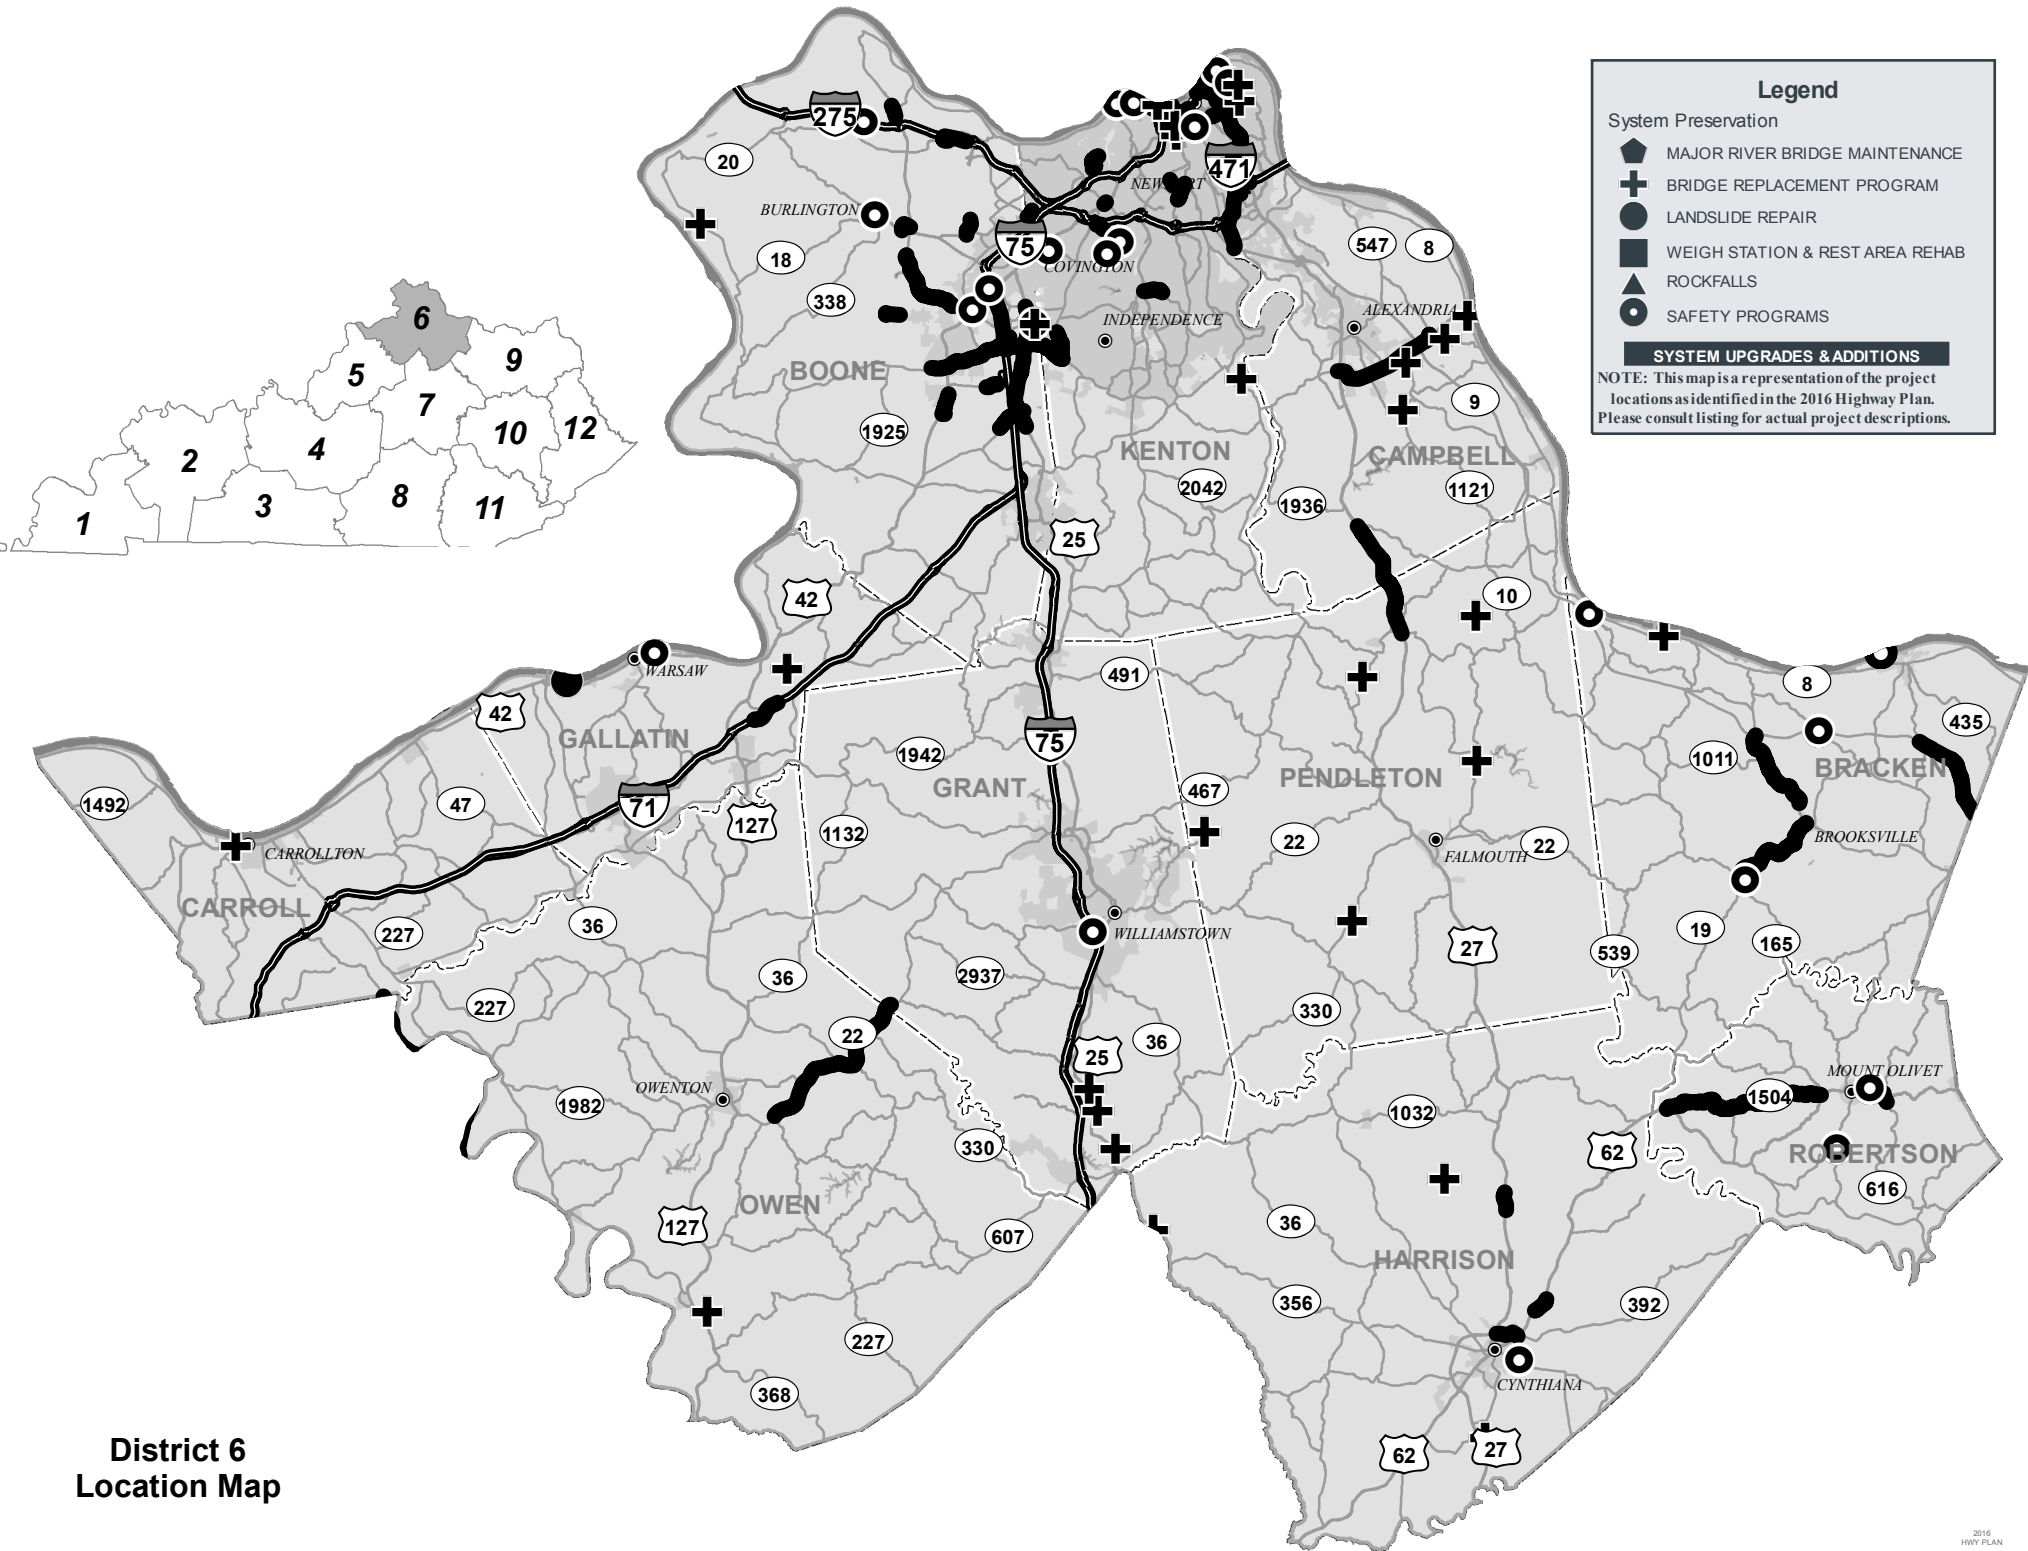 Legend
System Preservation
MAJOR RIVER BRIDGE MAINTENANCE
BRIDGE REPLACEMENT PROGRAM
LANDSLIDE REPAIR
WEIGH STATION & REST AREA REHAB
ROCKFALLS
SAFETY PROGRAMS
SYSTEM UPGRADES & ADDITIONS
NOTE: This map is a representation of the project
locations as identified in the 2016 Highway Plan.
Please consult listing for actual project descriptions.
275
20
471
BURLINGTON
18
75
COVINGTON
547
8
338
INDEPENDENCE
ALEXANDRIA
BOONE
9
1925
KENTON
CAMPBELL
2042
1936
1121
25
42
10
WARSAW
491
42
8
435
GALLATIN
1942
75
GRANT
PENDLETON
1011
BRACKEN
1492
47
71
127
1132
467
22
FALMOUTH
22
BROOKSVILLE
CARROLLTON
CARROLL
227
36
WILLIAMSTOWN
27
539
19
165
227
36
2937
330
22
25
36
OWENTON
1982
1032
MOUNT OLIVET
1504
330
62
ROBERTSON
616
OWEN
127
607
36
HARRISON
356
392
227
368
CYNTHIANA
62
27
6
5
9
7
10
12
4
2
3
8
11
1
District 6
Location Map
2016
HWY PLAN